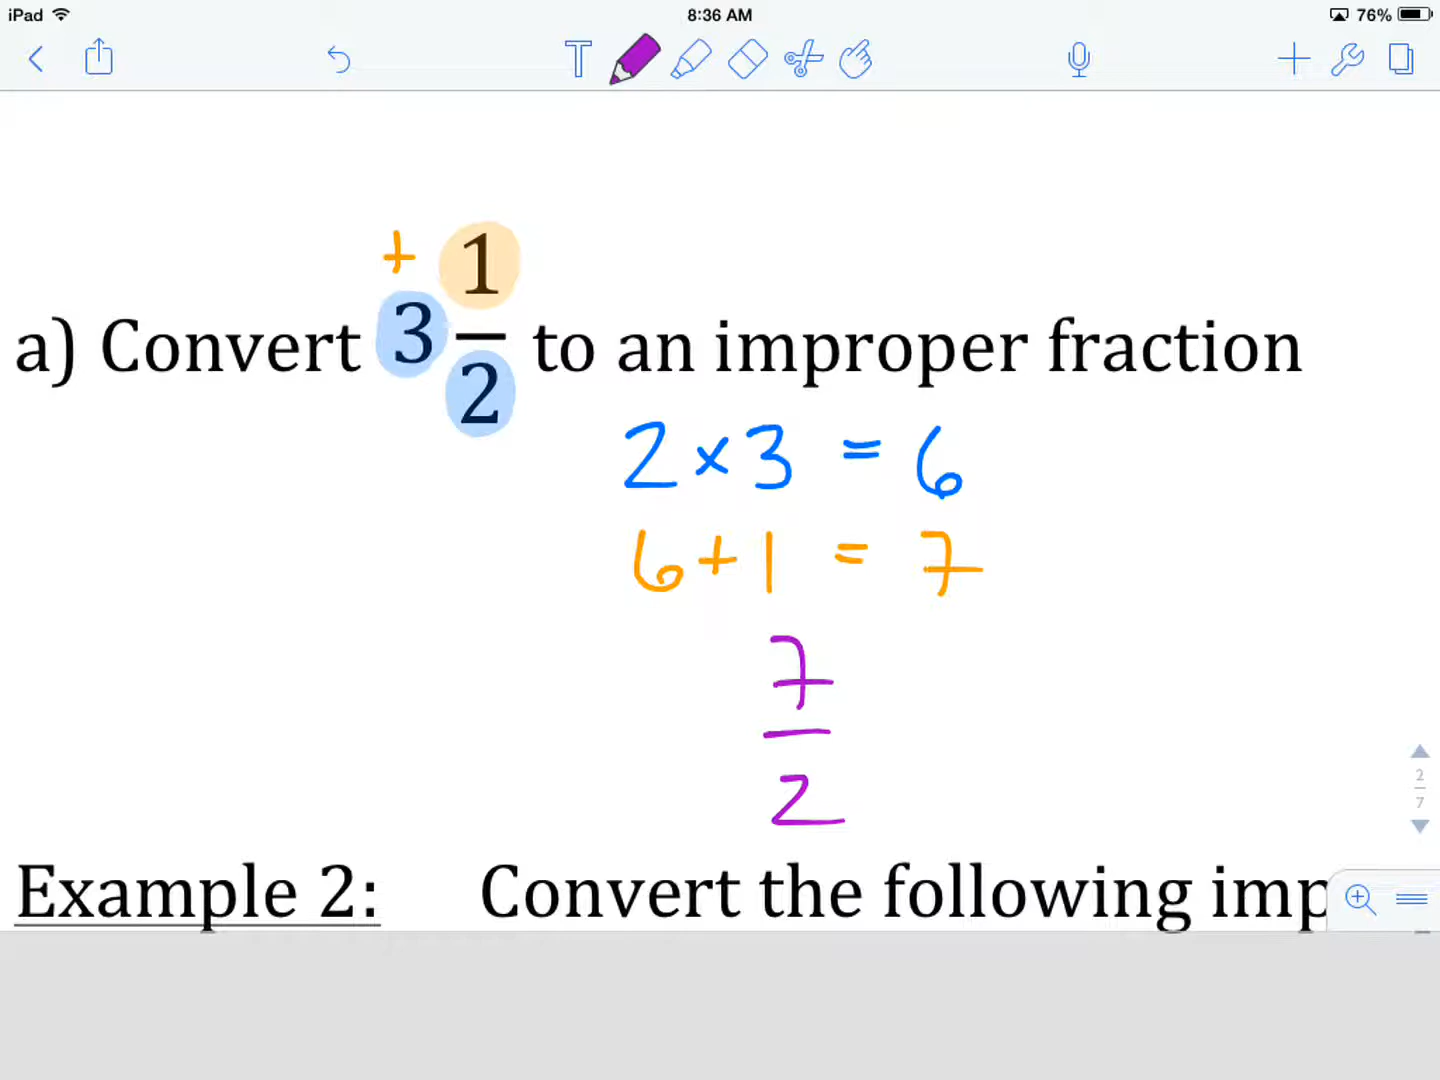 iPad 8:36 AM 76%
T
a) Convert 3 1/2 to an improper fraction
+
2 × 3 = 6
6 + 1 = 7
7
2
2
7
Example 2: Convert the following imp